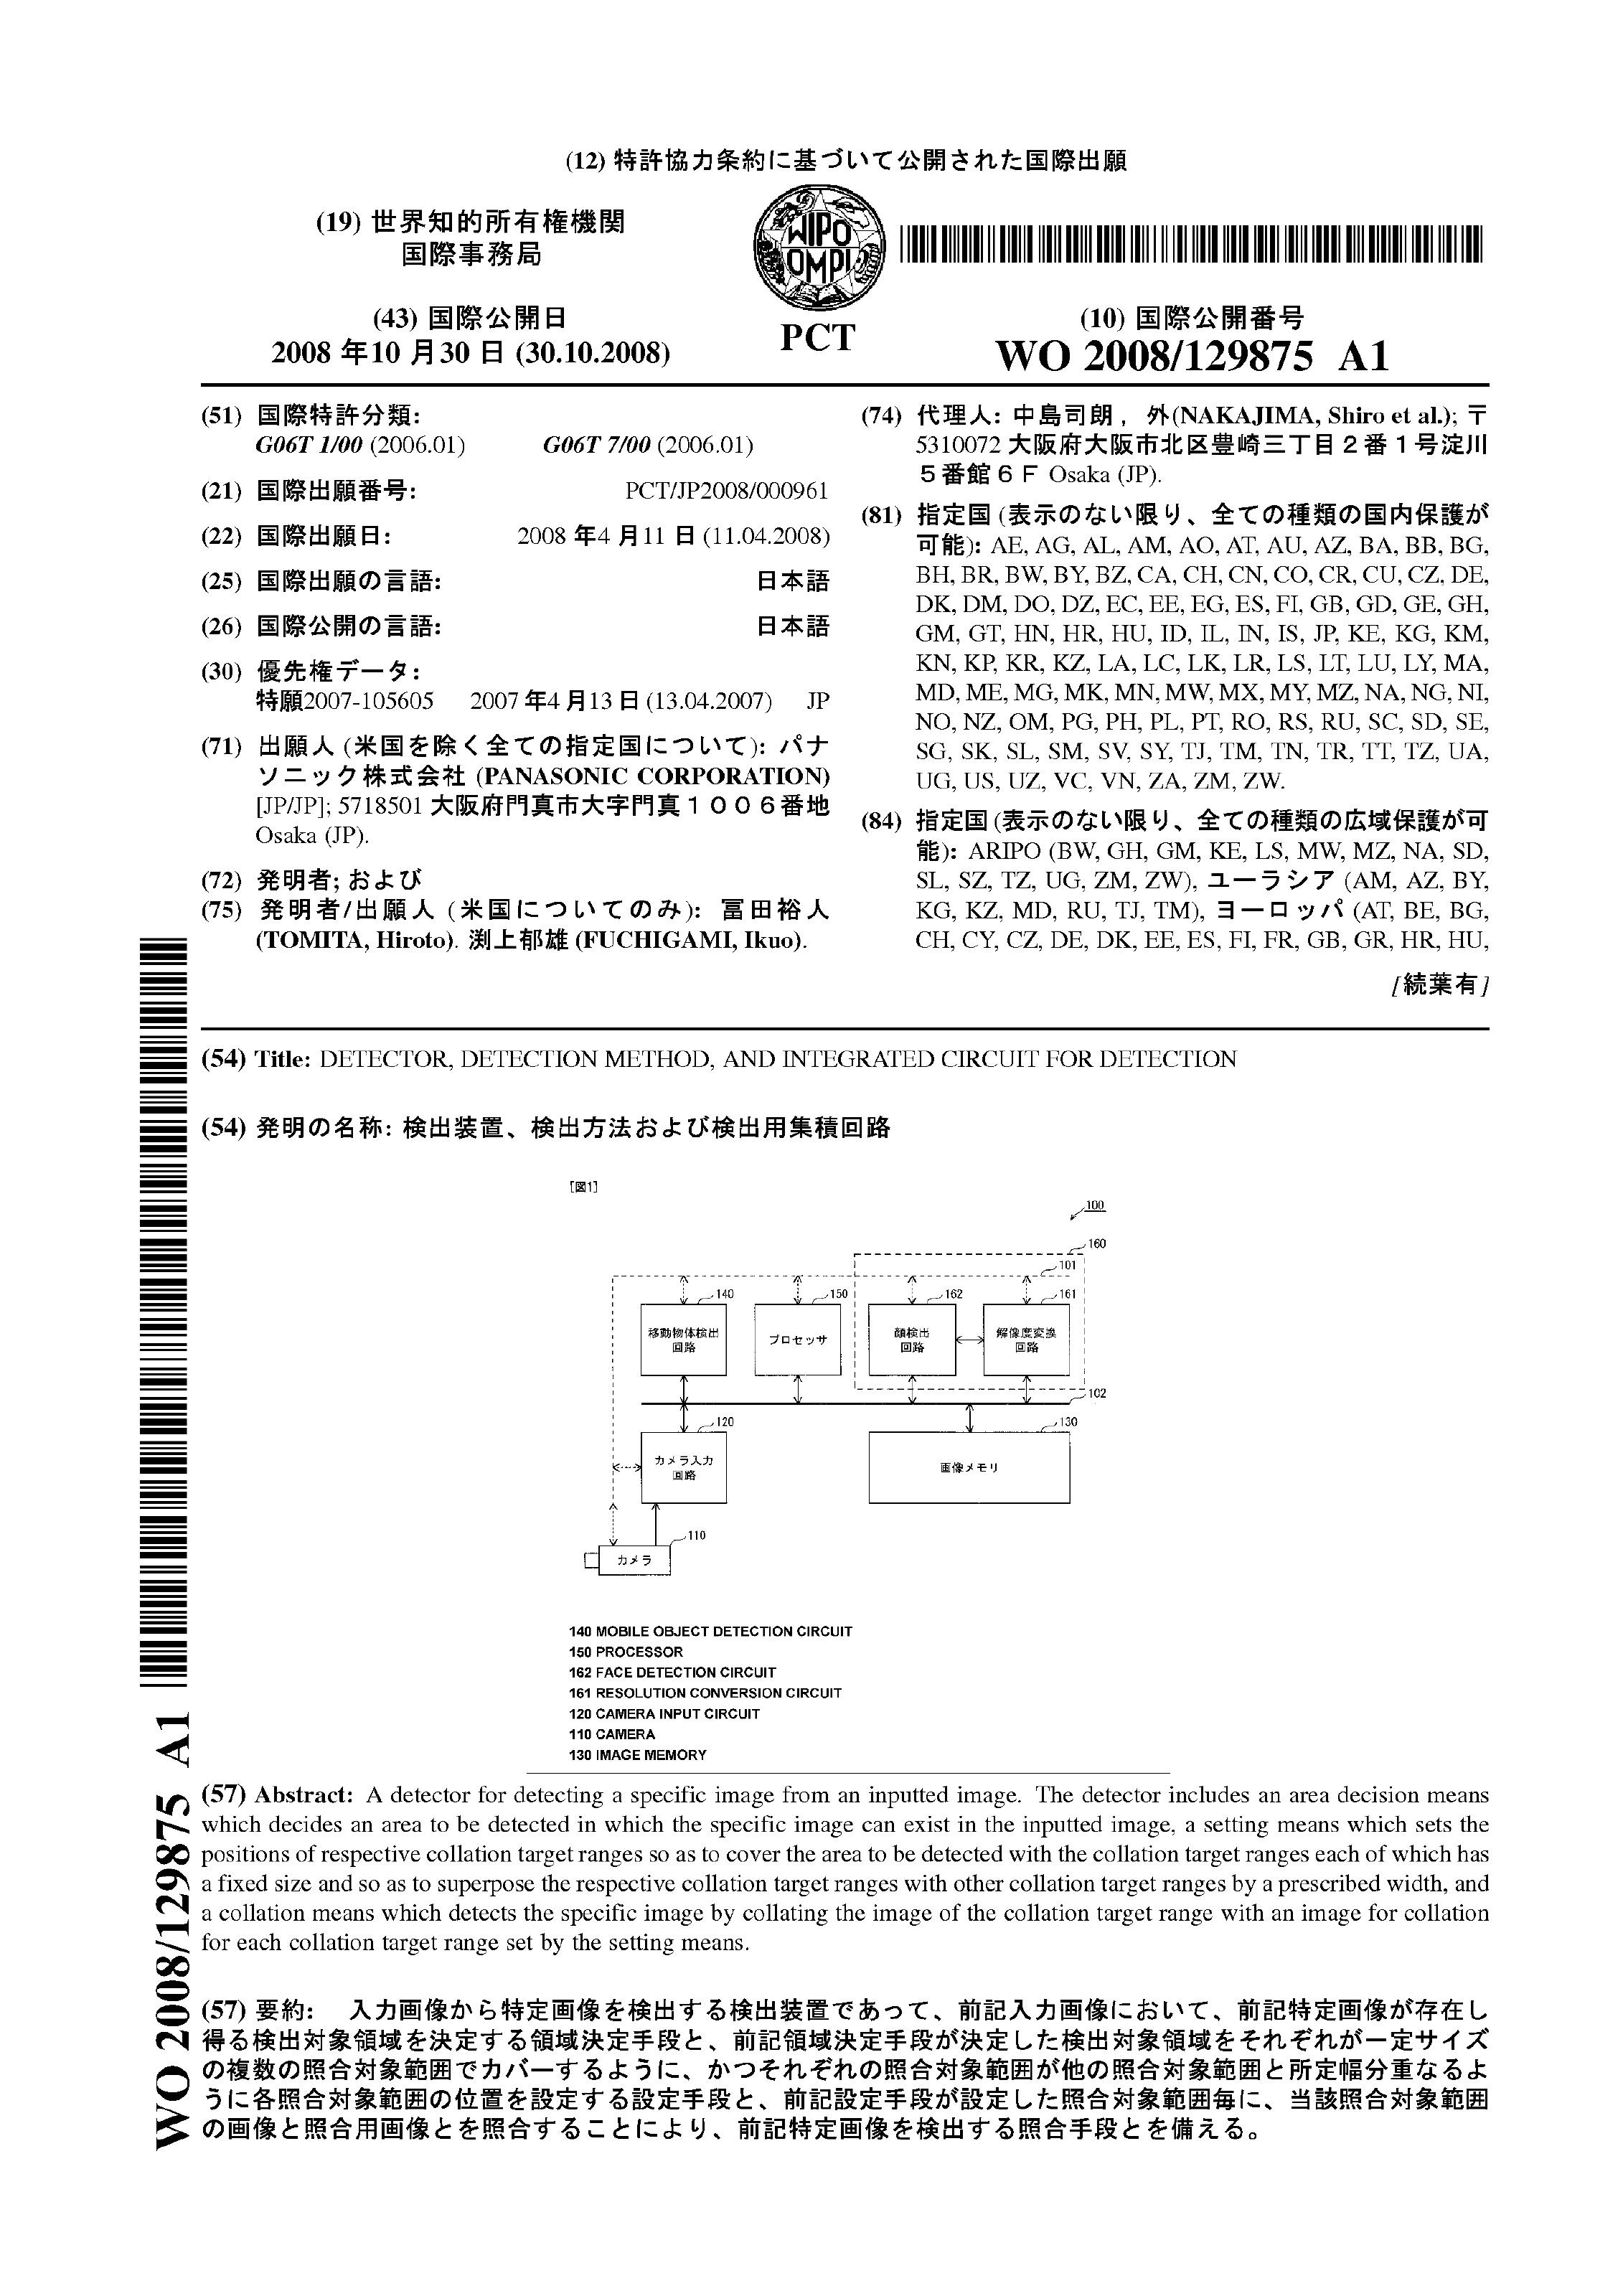 (12) 特許協力条約に基づいて公開された国際出願
(19) 世界知的所有権機関
国際事務局
WIPO
OMPI
PCT
(43) 国際公開日
2008 年10 月30 日 (30.10.2008)
(10) 国際公開番号
WO 2008/129875 A1
(51) 国際特許分類:
G06T 1/00 (2006.01) G06T 7/00 (2006.01)
(21) 国際出願番号: PCT/JP2008/000961
(22) 国際出願日: 2008 年4 月11 日 (11.04.2008)
(25) 国際出願の言語: 日本語
(26) 国際公開の言語: 日本語
(30) 優先権データ:
特願2007-105605 2007 年4 月13 日 (13.04.2007) JP
(71) 出願人 (米国を除く全ての指定国について): パナ
ソニック株式会社 (PANASONIC CORPORATION)
[JP/JP]; 5718501 大阪府門真市大字門真1006番地
Osaka (JP).
(72) 発明者; および
(75) 発明者/出願人 (米国についてのみ): 冨田裕人
(TOMITA, Hiroto). 渕上郁雄 (FUCHIGAMI, Ikuo).
(74) 代理人: 中島司朗, 外(NAKAJIMA, Shiro et al.); 〒
5310072 大阪府大阪市北区豊崎三丁目2番1号淀川
5番館6F Osaka (JP).
(81) 指定国 (表示のない限り、全ての種類の国内保護が
可能): AE, AG, AL, AM, AO, AT, AU, AZ, BA, BB, BG,
BH, BR, BW, BY, BZ, CA, CH, CN, CO, CR, CU, CZ, DE,
DK, DM, DO, DZ, EC, EE, EG, ES, FI, GB, GD, GE, GH,
GM, GT, HN, HR, HU, ID, IL, IN, IS, JP, KE, KG, KM,
KN, KP, KR, KZ, LA, LC, LK, LR, LS, LT, LU, LY, MA,
MD, ME, MG, MK, MN, MW, MX, MY, MZ, NA, NG, NI,
NO, NZ, OM, PG, PH, PL, PT, RO, RS, RU, SC, SD, SE,
SG, SK, SL, SM, SV, SY, TJ, TM, TN, TR, TT, TZ, UA,
UG, US, UZ, VC, VN, ZA, ZM, ZW.
(84) 指定国 (表示のない限り、全ての種類の広域保護が可
能): ARIPO (BW, GH, GM, KE, LS, MW, MZ, NA, SD,
SL, SZ, TZ, UG, ZM, ZW), ユーラシア (AM, AZ, BY,
KG, KZ, MD, RU, TJ, TM), ヨーロッパ (AT, BE, BG,
CH, CY, CZ, DE, DK, EE, ES, FI, FR, GB, GR, HR, HU,
[続葉有]
(54) Title: DETECTOR, DETECTION METHOD, AND INTEGRATED CIRCUIT FOR DETECTION
(54) 発明の名称: 検出装置、検出方法および検出用集積回路
[図1]
100
160
101
140 150 162 161
移動物体検出
回路
プロセッサ
顔検出
回路
解像度変換
回路
102
120
130
カメラ入力
回路
画像メモリ
110
カメラ
140 MOBILE OBJECT DETECTION CIRCUIT
150 PROCESSOR
162 FACE DETECTION CIRCUIT
161 RESOLUTION CONVERSION CIRCUIT
120 CAMERA INPUT CIRCUIT
110 CAMERA
130 IMAGE MEMORY
(57) Abstract: A detector for detecting a specific image from an inputted image. The detector includes an area decision means
which decides an area to be detected in which the specific image can exist in the inputted image, a setting means which sets the
positions of respective collation target ranges so as to cover the area to be detected with the collation target ranges each of which has
a fixed size and so as to superpose the respective collation target ranges with other collation target ranges by a prescribed width, and
a collation means which detects the specific image by collating the image of the collation target range with an image for collation
for each collation target range set by the setting means.
(57) 要約: 入力画像から特定画像を検出する検出装置であって、前記入力画像において、前記特定画像が存在し
得る検出対象領域を決定する領域決定手段と、前記領域決定手段が決定した検出対象領域をそれぞれが一定サイズ
の複数の照合対象範囲でカバーするように、かつそれぞれの照合対象範囲が他の照合対象範囲と所定幅分重なるよ
うに各照合対象範囲の位置を設定する設定手段と、前記設定手段が設定した照合対象範囲毎に、当該照合対象範囲
の画像と照合用画像とを照合することにより、前記特定画像を検出する照合手段とを備える。
WO 2008/129875 A1